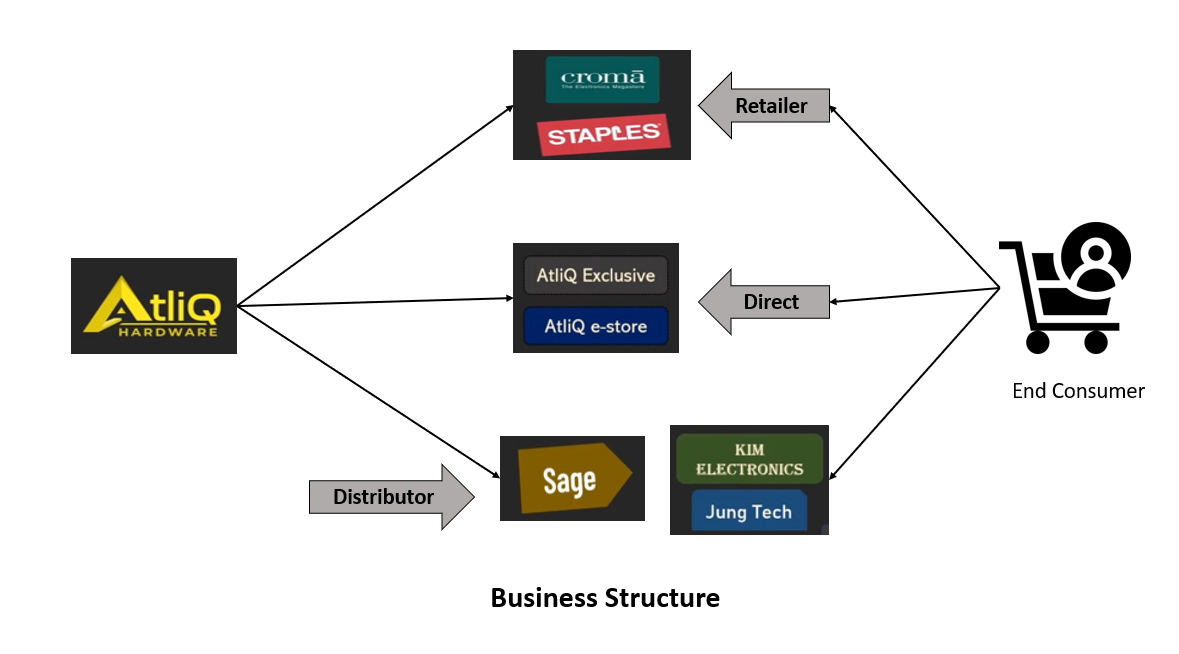 cromā
The Electronics Megastore
STAPLES
Retailer
AtliQ
HARDWARE
AtliQ Exclusive
AtliQ e-store
Direct
End Consumer
Distributor
Sage
KIM
ELECTRONICS
Jung Tech
Business Structure